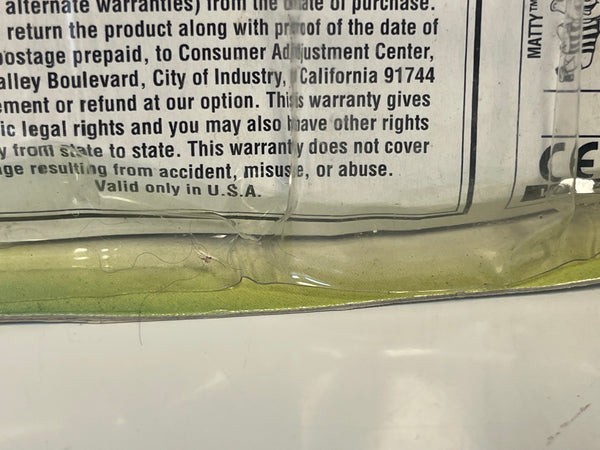 alternate warranties) from the date of purchase.
return the product along with proof of the date of
postage prepaid, to Consumer Adjustment Center,
alley Boulevard, City of Industry, California 91744
ement or refund at our option. This warranty gives
ic legal rights and you may also have other rights
y from state to state. This warranty does not cover
ge resulting from accident, misuse, or abuse.
Valid only in U.S.A.
MATTY™
CE